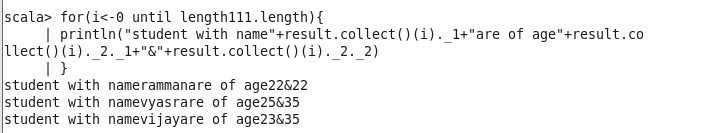 scala> for(i<-0 until length111.length){
     | println("student with name"+result.collect()(i)._1+"are of age"+result.co
llect()(i)._2._1+"&"+result.collect()(i)._2._2)
     | }
student with namerammanare of age22&22
student with namevyasrare of age25&35
student with namevijayare of age23&35